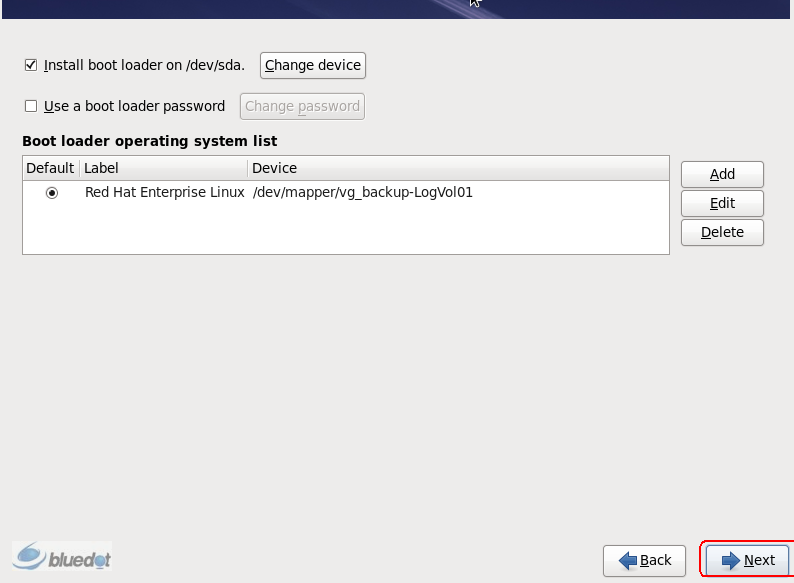 Install boot loader on /dev/sda. Change device
Use a boot loader password Change password
Boot loader operating system list
Default Label Device
Red Hat Enterprise Linux /dev/mapper/vg_backup-LogVol01
Add
Edit
Delete
bluedot
Back Next